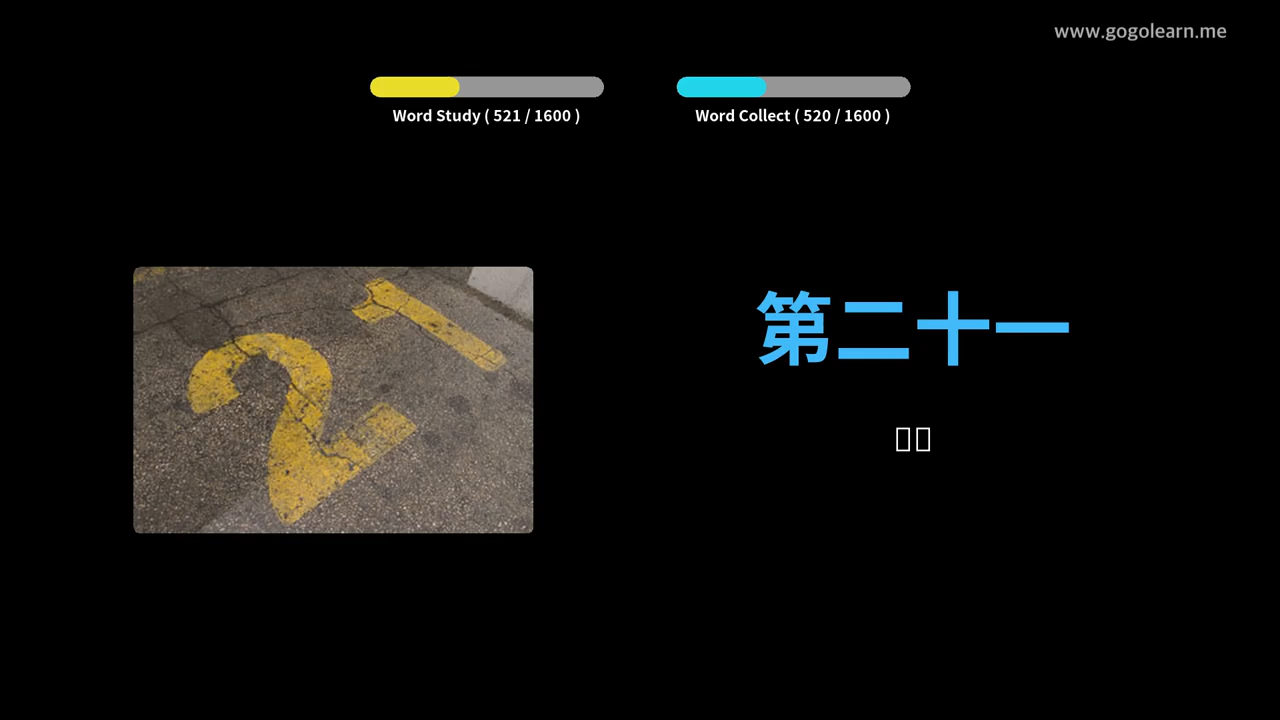 www.gogolearn.me
Word Study ( 521 / 1600 )
Word Collect ( 520 / 1600 )
21
第二十一